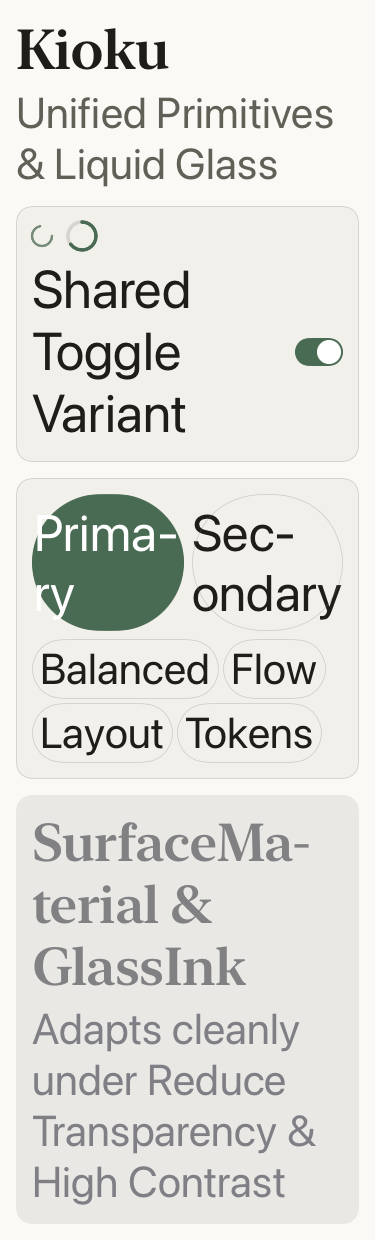 Kioku
Unified Primitives
& Liquid Glass
Shared
Toggle
Variant
Prima-
ry
Sec-
ondary
Balanced
Flow
Layout
Tokens
SurfaceMa-
terial &
GlassInk
Adapts cleanly
under Reduce
Transparency &
High Contrast